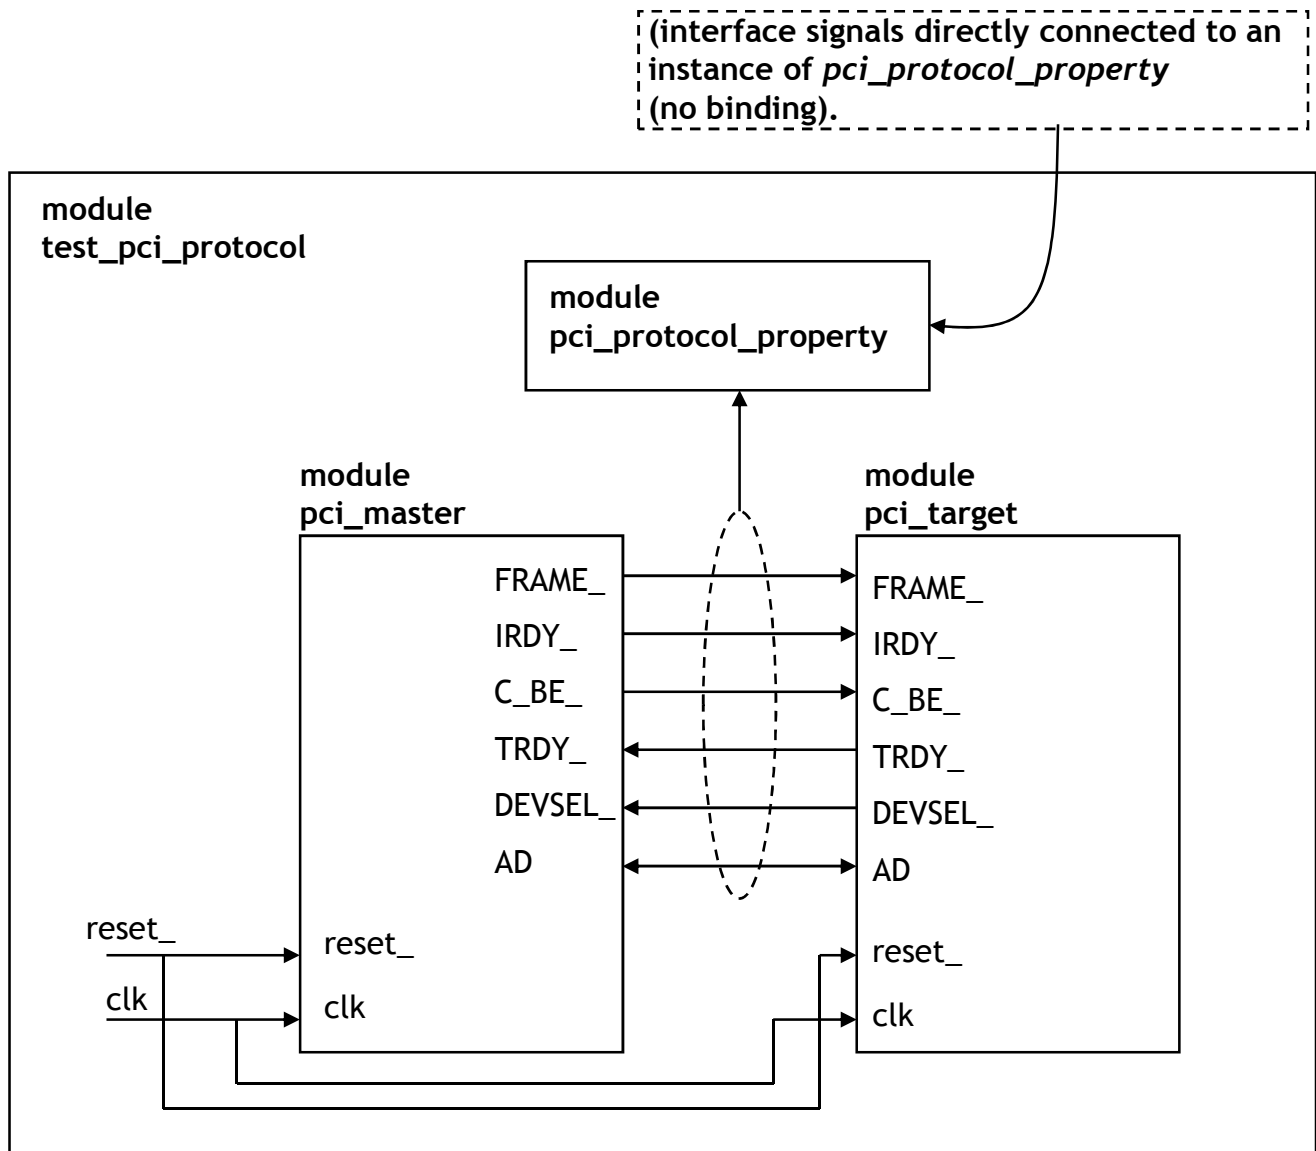 (interface signals directly connected to an
instance of pci_protocol_property
(no binding).
module
test_pci_protocol
module
pci_protocol_property
module
pci_master
module
pci_target
FRAME_
IRDY_
C_BE_
TRDY_
DEVSEL_
AD
reset_
clk
FRAME_
IRDY_
C_BE_
TRDY_
DEVSEL_
AD
reset_
clk
reset_
clk